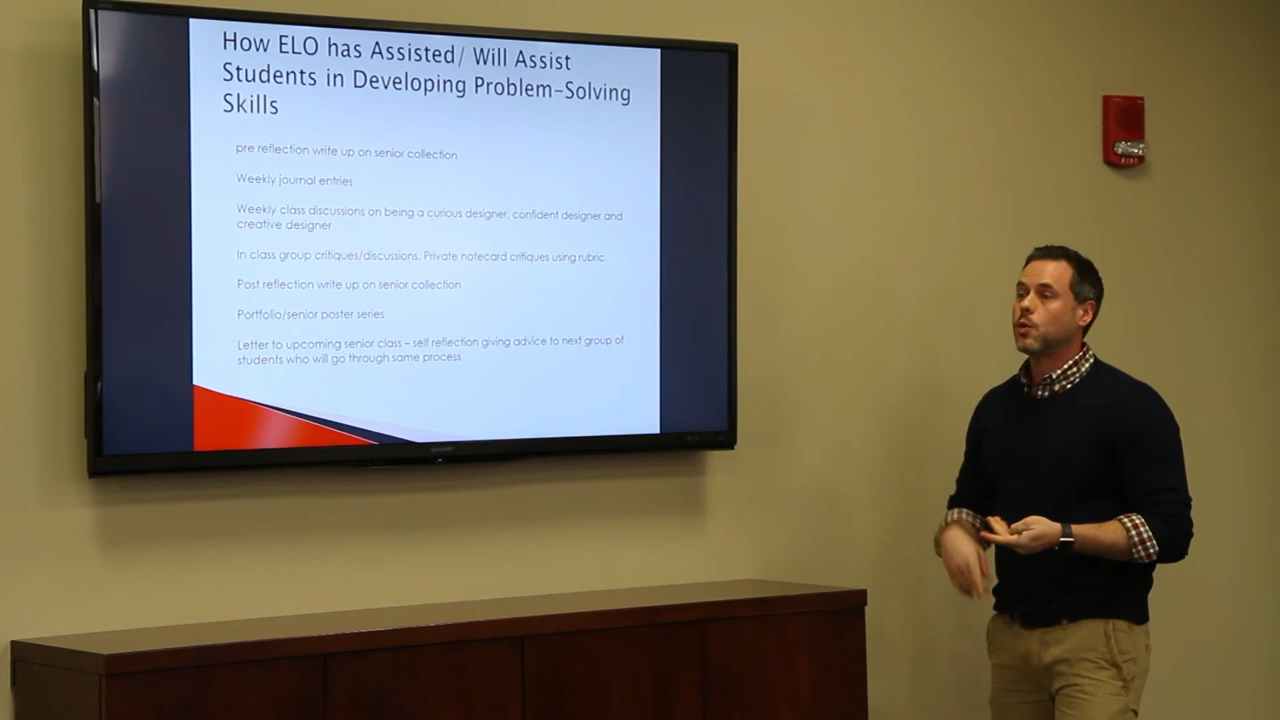 How ELO has Assisted/ Will Assist
Students in Developing Problem-Solving
Skills
pre reflection write up on senior collection
Weekly journal entries
Weekly class discussions on being a curious designer, confident designer and
creative designer
In class group critiques/discussions. Private notecard critiques using rubric
Post reflection write up on senior collection
Portfolio/senior poster series
Letter to upcoming senior class – self reflection giving advice to next group of
students who will go through same process
FIRE